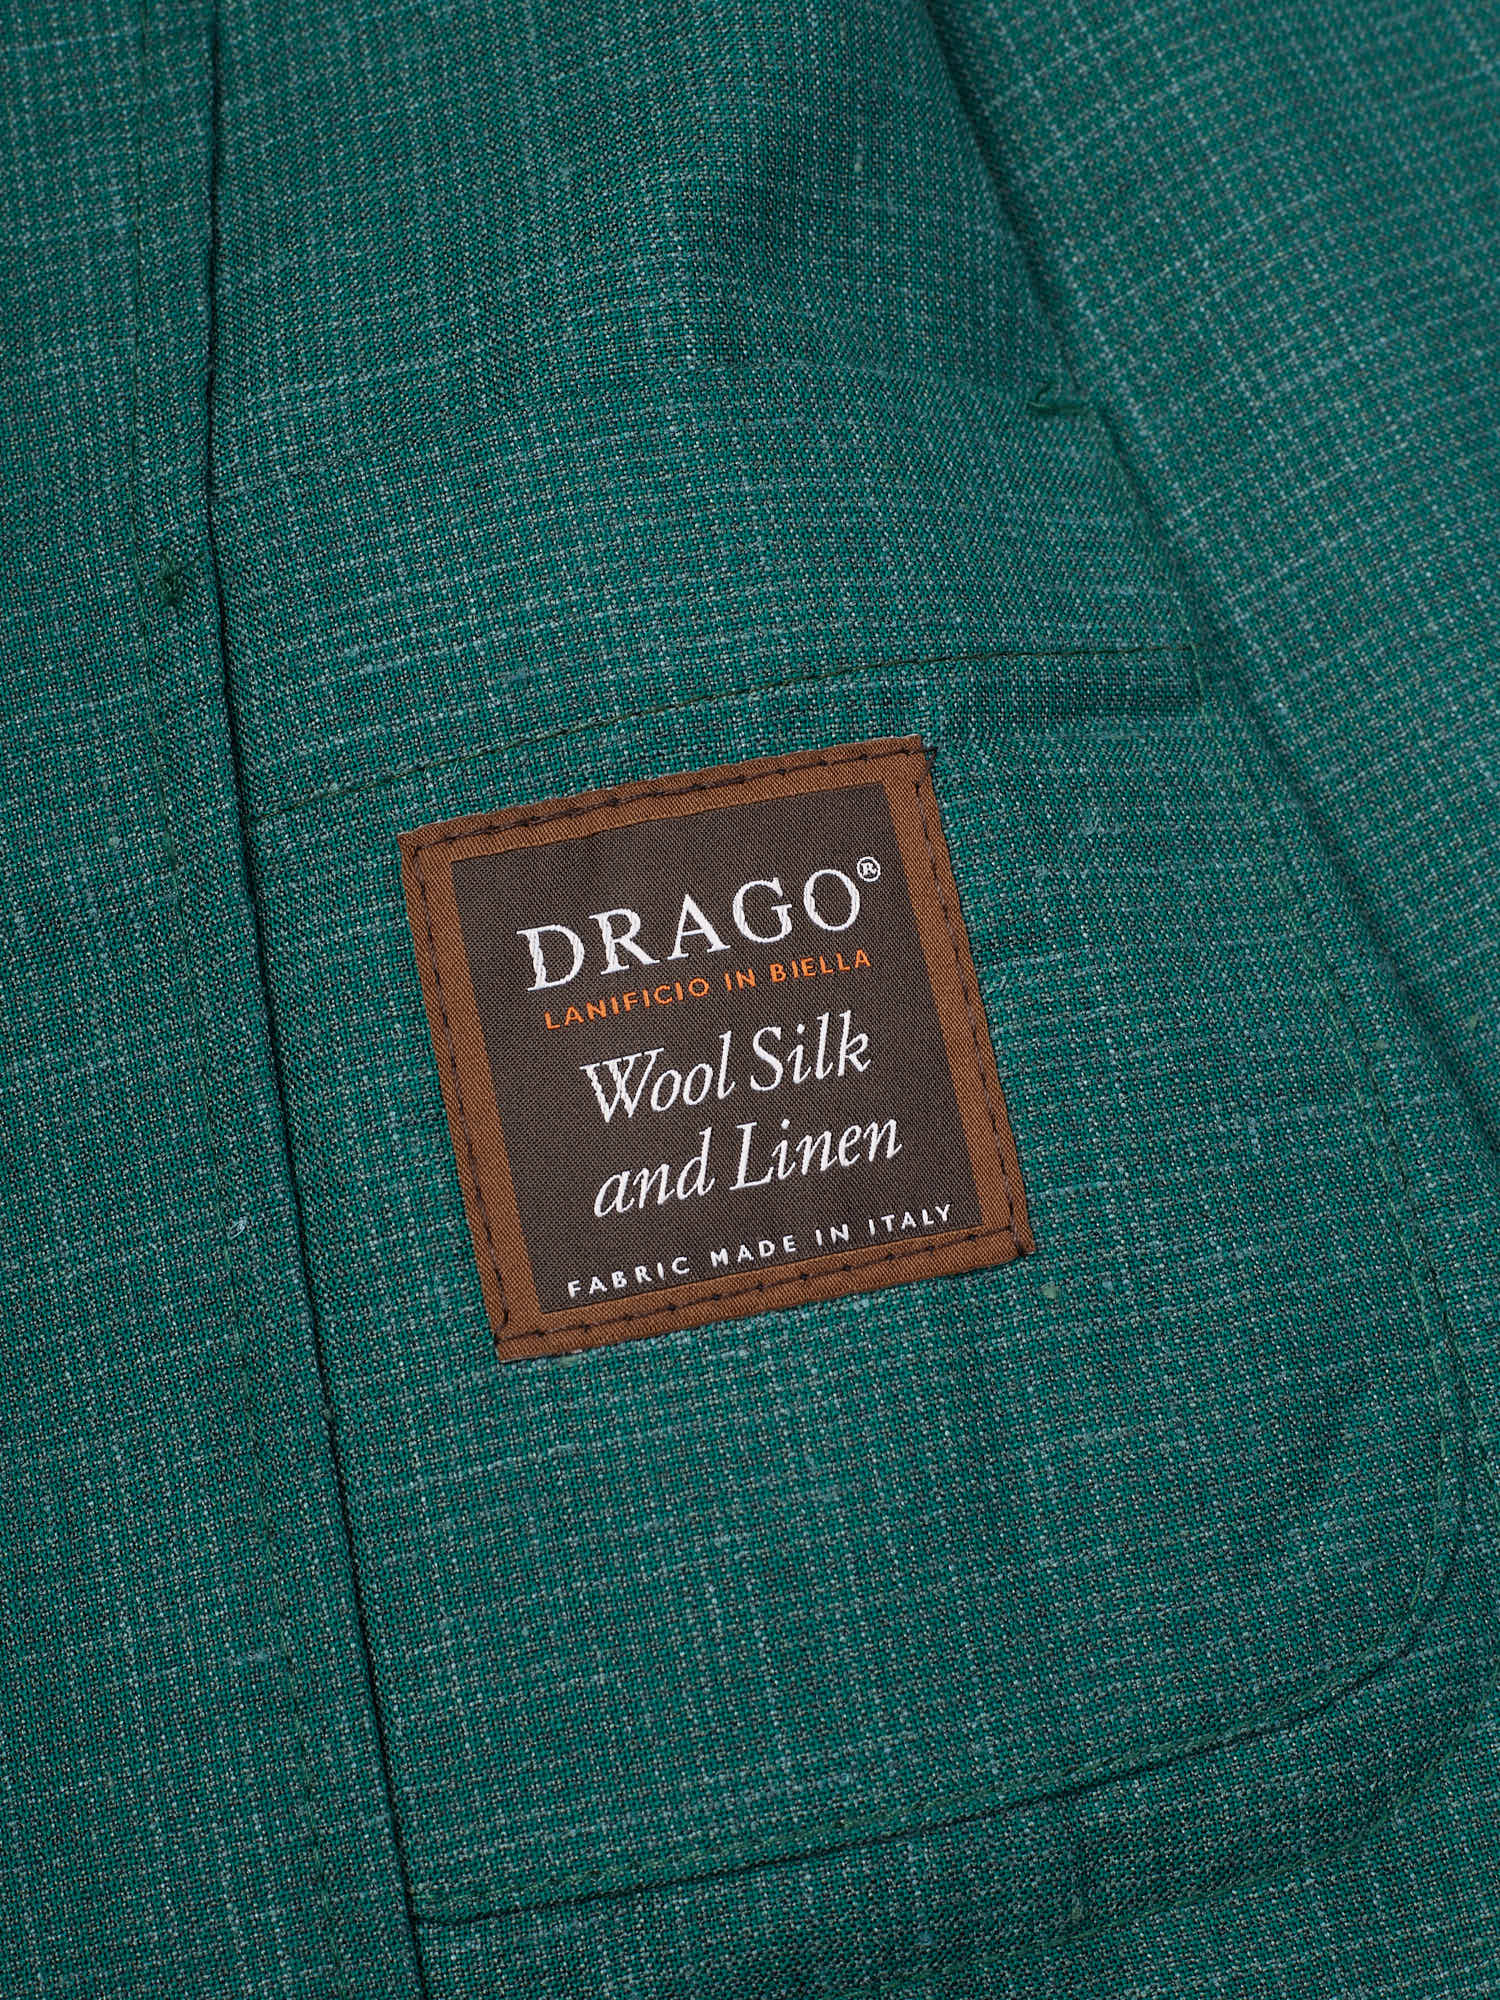 DRAGO®
LANIFICIO IN BIELLA
Wool Silk
and Linen
FABRIC MADE IN ITALY